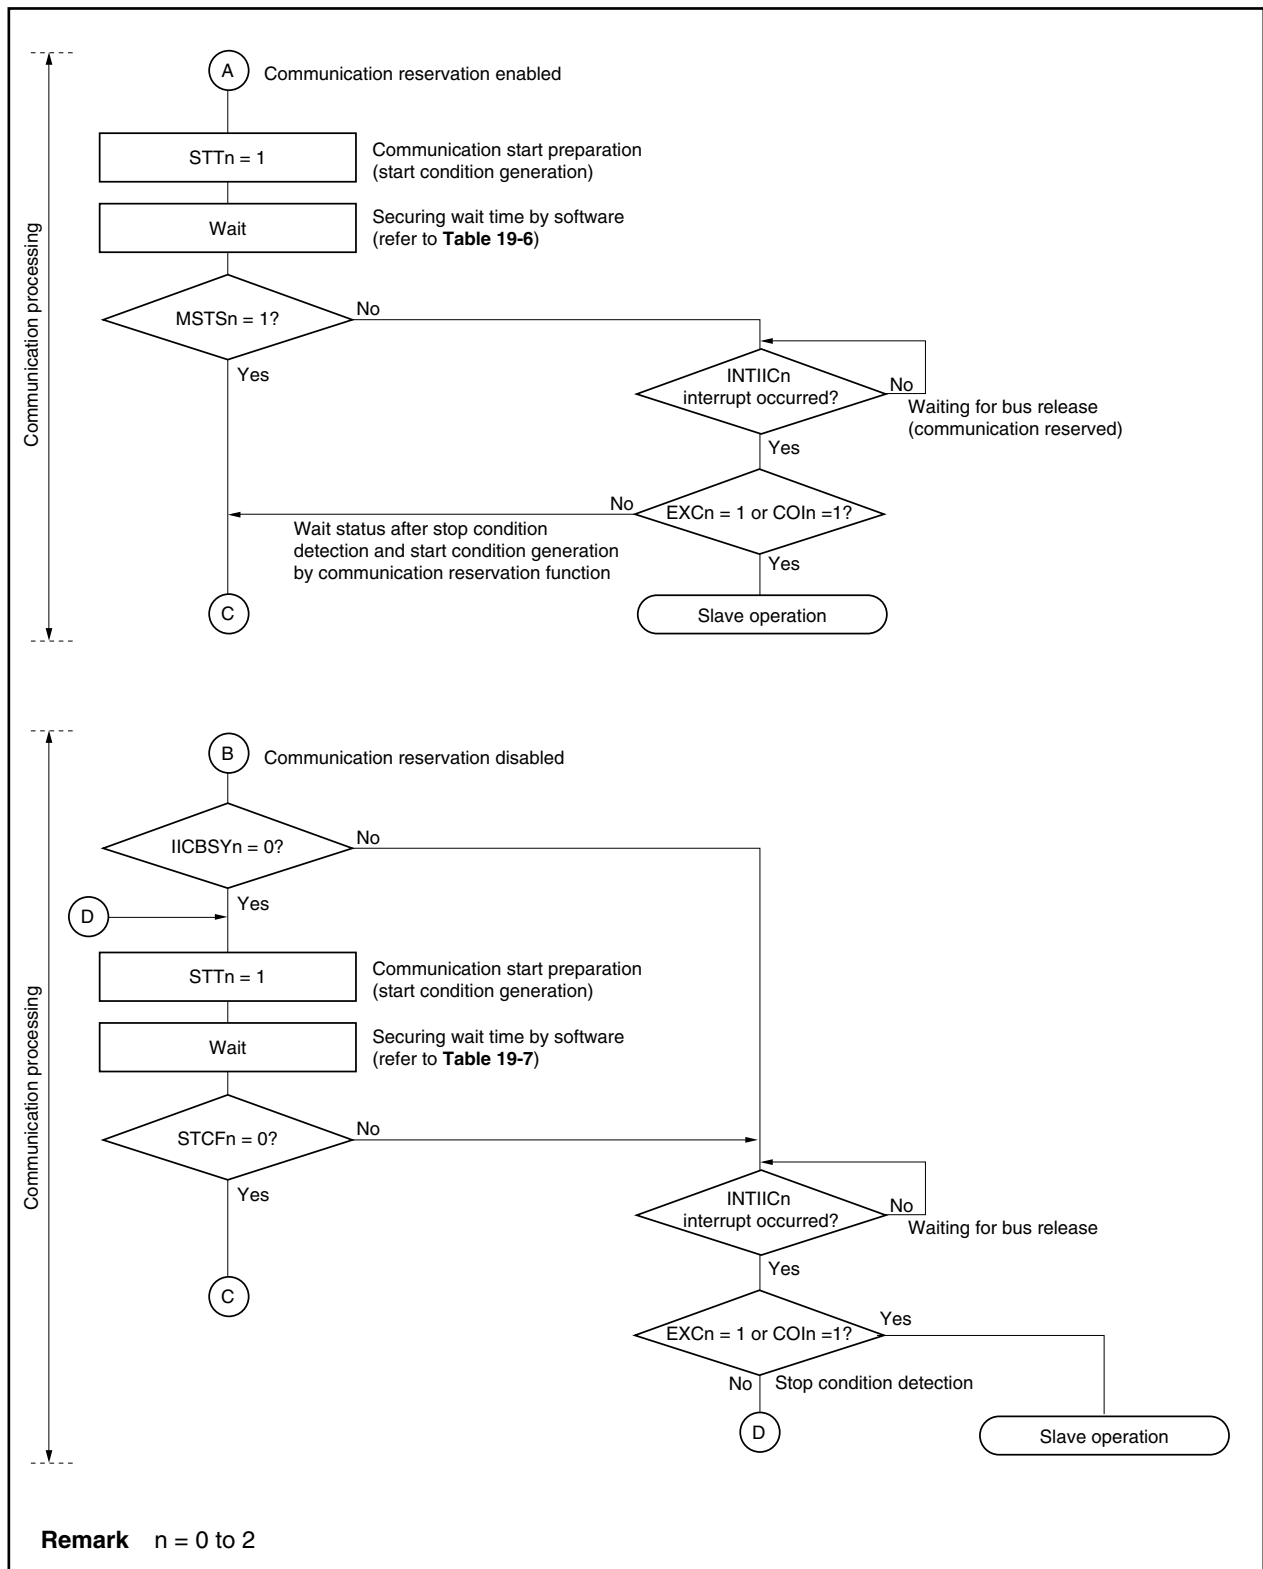 A
Communication reservation enabled
STTn = 1
Communication start preparation
(start condition generation)
Wait
Securing wait time by software
(refer to Table 19-6)
MSTSn = 1?
No
Yes
INTIICn
interrupt occurred?
No
Waiting for bus release
(communication reserved)
Yes
EXCn = 1 or COIn =1?
No
Wait status after stop condition
detection and start condition generation
by communication reservation function
Yes
C
Slave operation
Communication processing
B
Communication reservation disabled
IICBSYn = 0?
No
Yes
D
STTn = 1
Communication start preparation
(start condition generation)
Wait
Securing wait time by software
(refer to Table 19-7)
STCFn = 0?
No
Yes
INTIICn
interrupt occurred?
No
Waiting for bus release
Yes
C
EXCn = 1 or COIn =1?
Yes
No
Stop condition detection
D
Slave operation
Communication processing
Remark n = 0 to 2